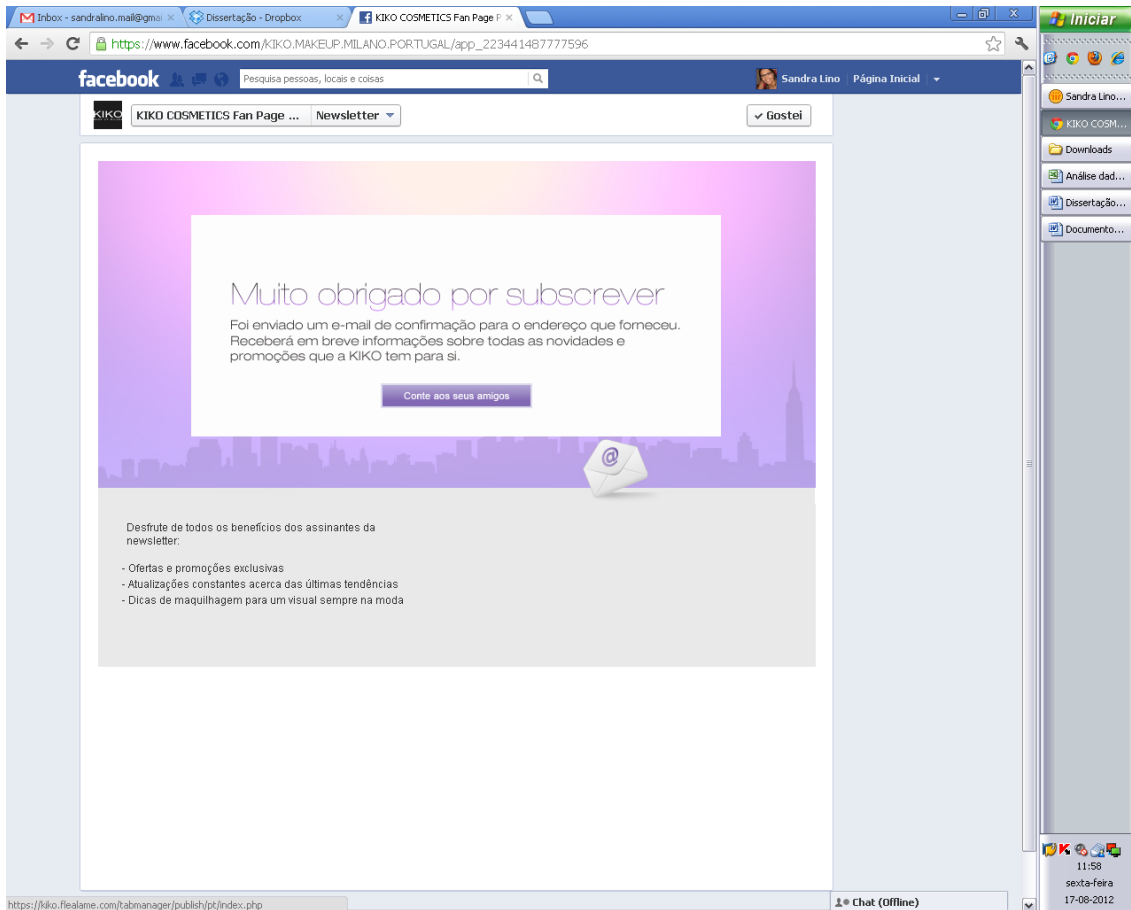 Inbox - sandralino.mail@gmai
Dissertação - Dropbox
KIKO COSMETICS Fan Page P
Iniciar
https://www.facebook.com/KIKO.MAKEUP.MILANO.PORTUGAL/app_223441487777596
facebook
Pesquisa pessoas, locais e coisas
Sandra Lino
Página Inicial
KIKO
KIKO COSMETICS Fan Page ...
Newsletter
✓ Gostei
Sandra Lino...
KIKO COSM...
Downloads
Análise dad...
Dissertação...
Documento...
Muito obrigado por subscrever
Foi enviado um e-mail de confirmação para o endereço que forneceu.
Receberá em breve informações sobre todas as novidades e
promoções que a KIKO tem para si.
Conte aos seus amigos
@
Desfrute de todos os benefícios dos assinantes da
newsletter:
- Ofertas e promoções exclusivas
- Atualizações constantes acerca das últimas tendências
- Dicas de maquilhagem para um visual sempre na moda
11:58
sexta-feira
17-08-2012
https://kiko.flealame.com/tabmanager/publish/pt/index.php
Chat (Offline)